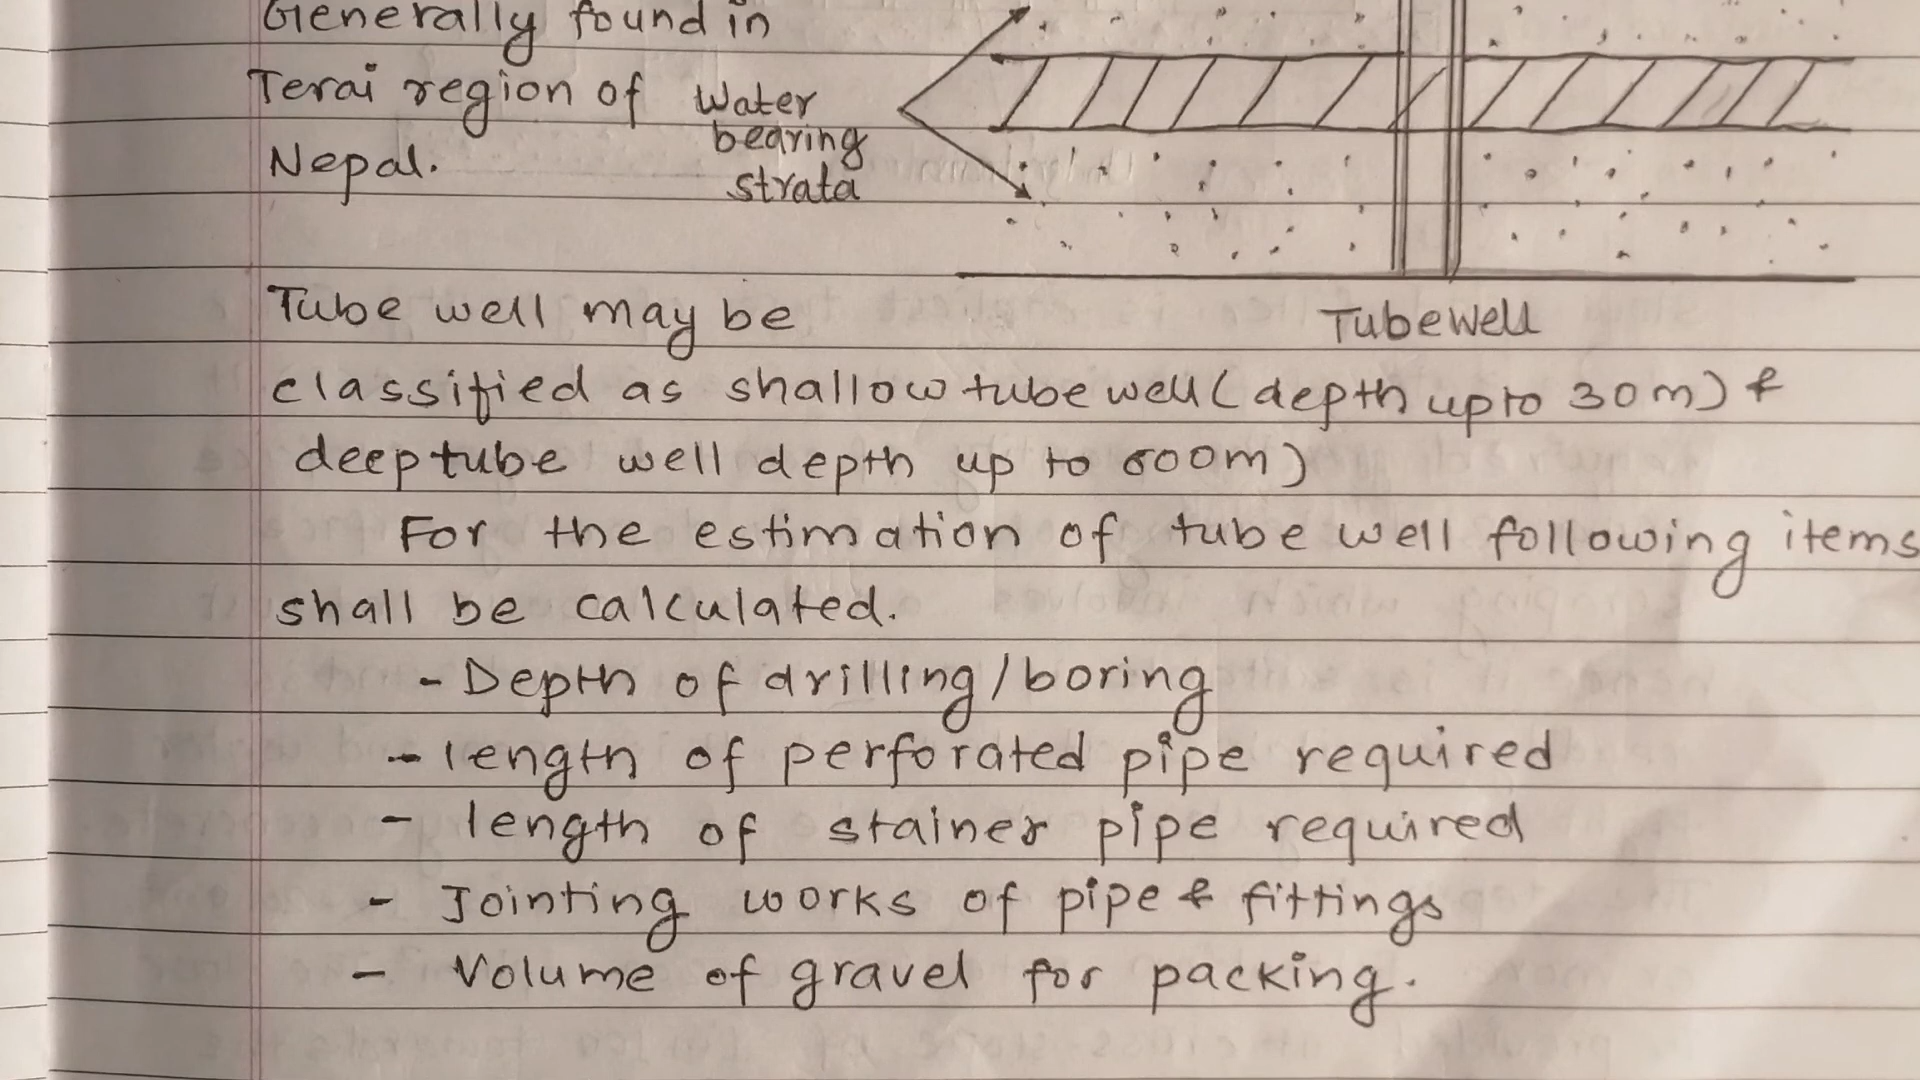 Generally found in
Terai region of
Nepal.
Water
bearing
strata
Tubewell
Tube well may be
classified as shallow tube well (depth upto 30m) &
deep tube well depth up to 600m)
For the estimation of tube well following items
shall be calculated.
- Depth of drilling/boring
- length of perforated pipe required
- length of stainer pipe required
- Jointing works of pipe & fittings
- Volume of gravel for packing.